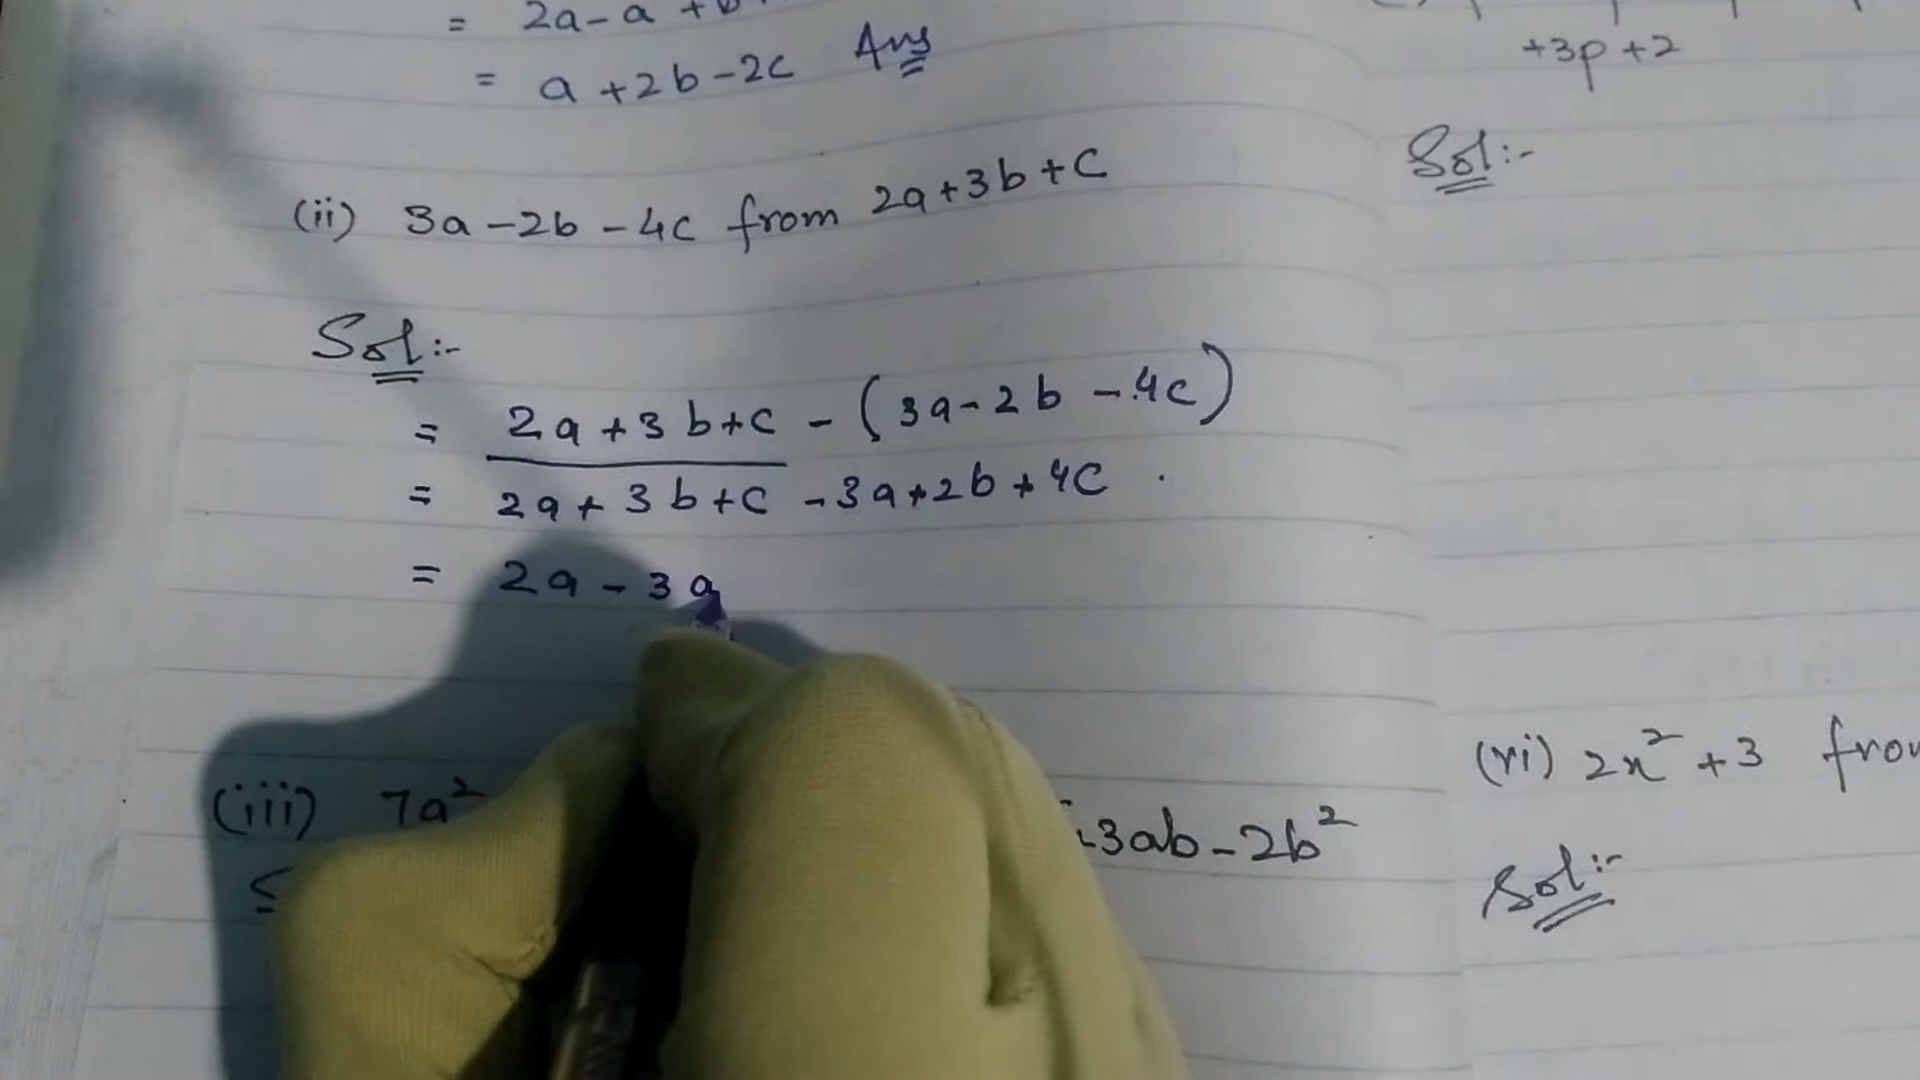 = 2a - a + b
= a + 2b - 2c Ans
(ii) 3a - 2b - 4c from 2a + 3b + c
Sol:-
= 2a + 3b + c - (3a - 2b - 4c)
= 2a + 3b + c - 3a + 2b + 4c .
= 2a - 3a
(iii) 7a²
-3ab - 2b²
+3p + 2
Sol:-
(vi) 2x² + 3 from
Sol:-